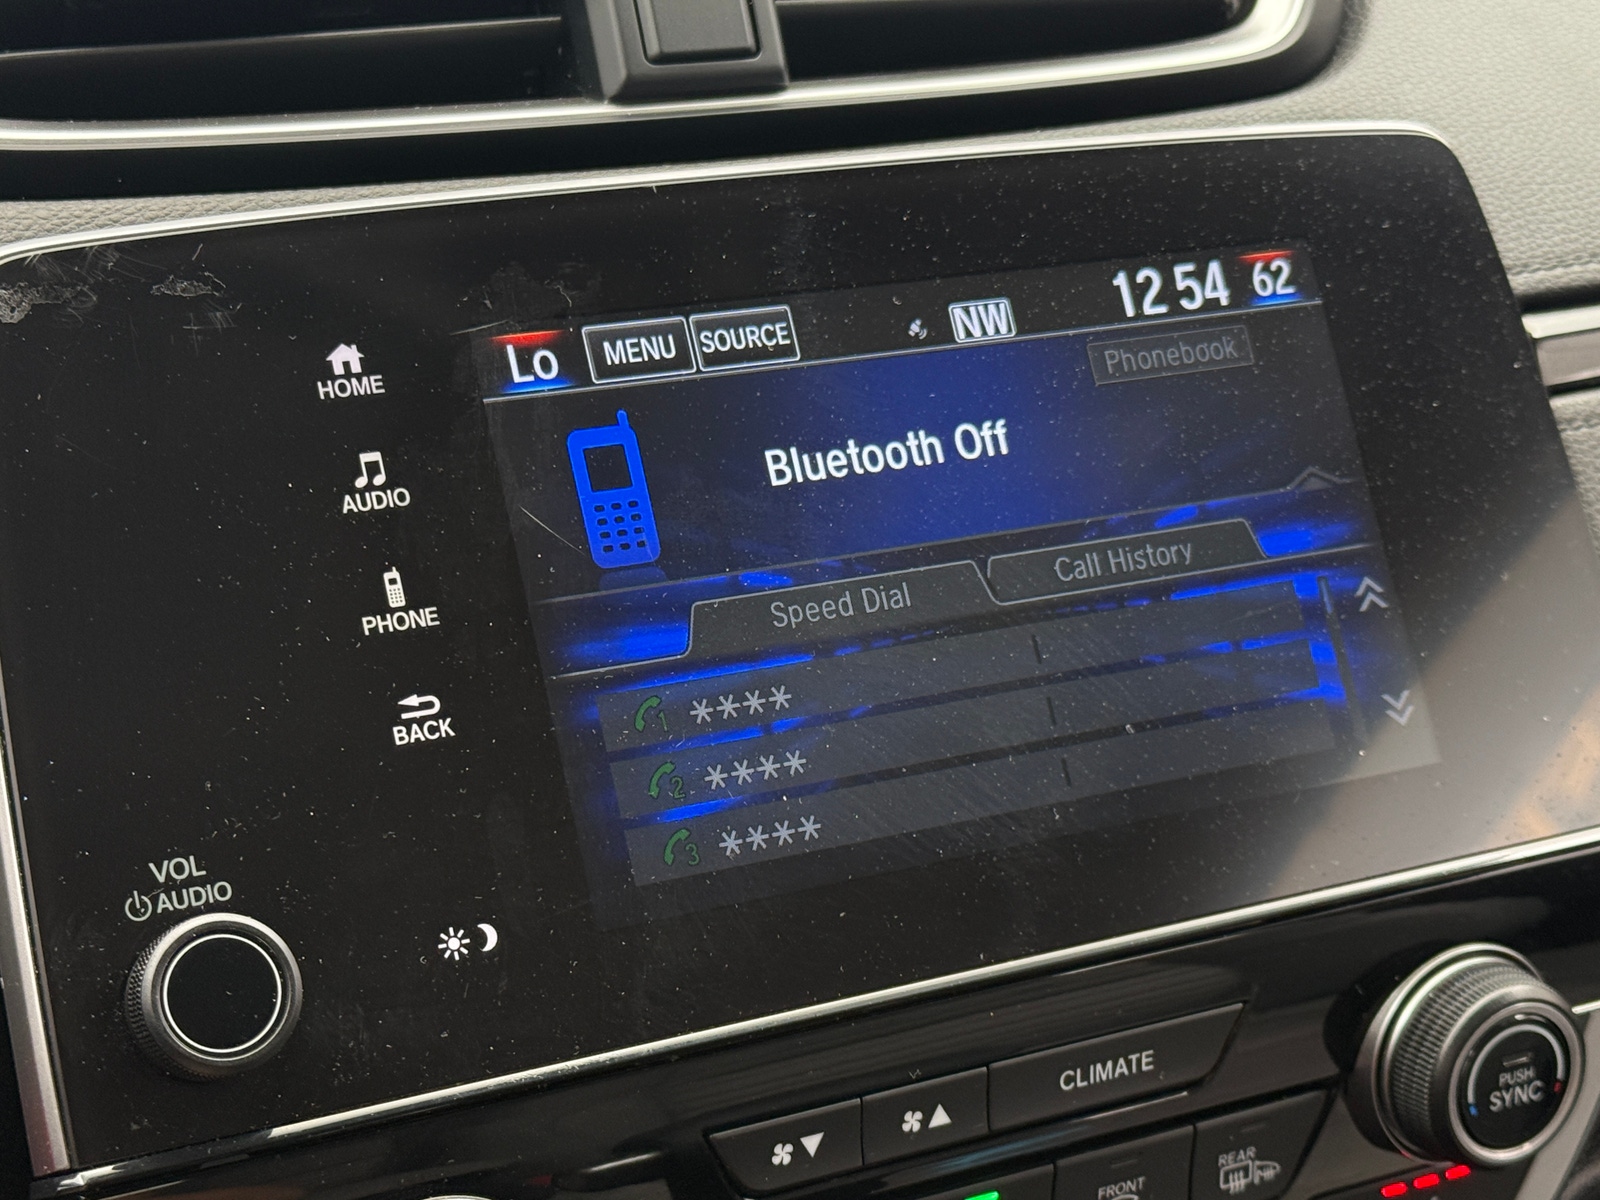 Lo MENU SOURCE NW 12 54 62
Phonebook
HOME
Bluetooth Off
AUDIO
Speed Dial Call History
PHONE
1 ****
BACK
2 ****
3 ****
VOL
AUDIO
CLIMATE
PUSH
SYNC
REAR
FRONT